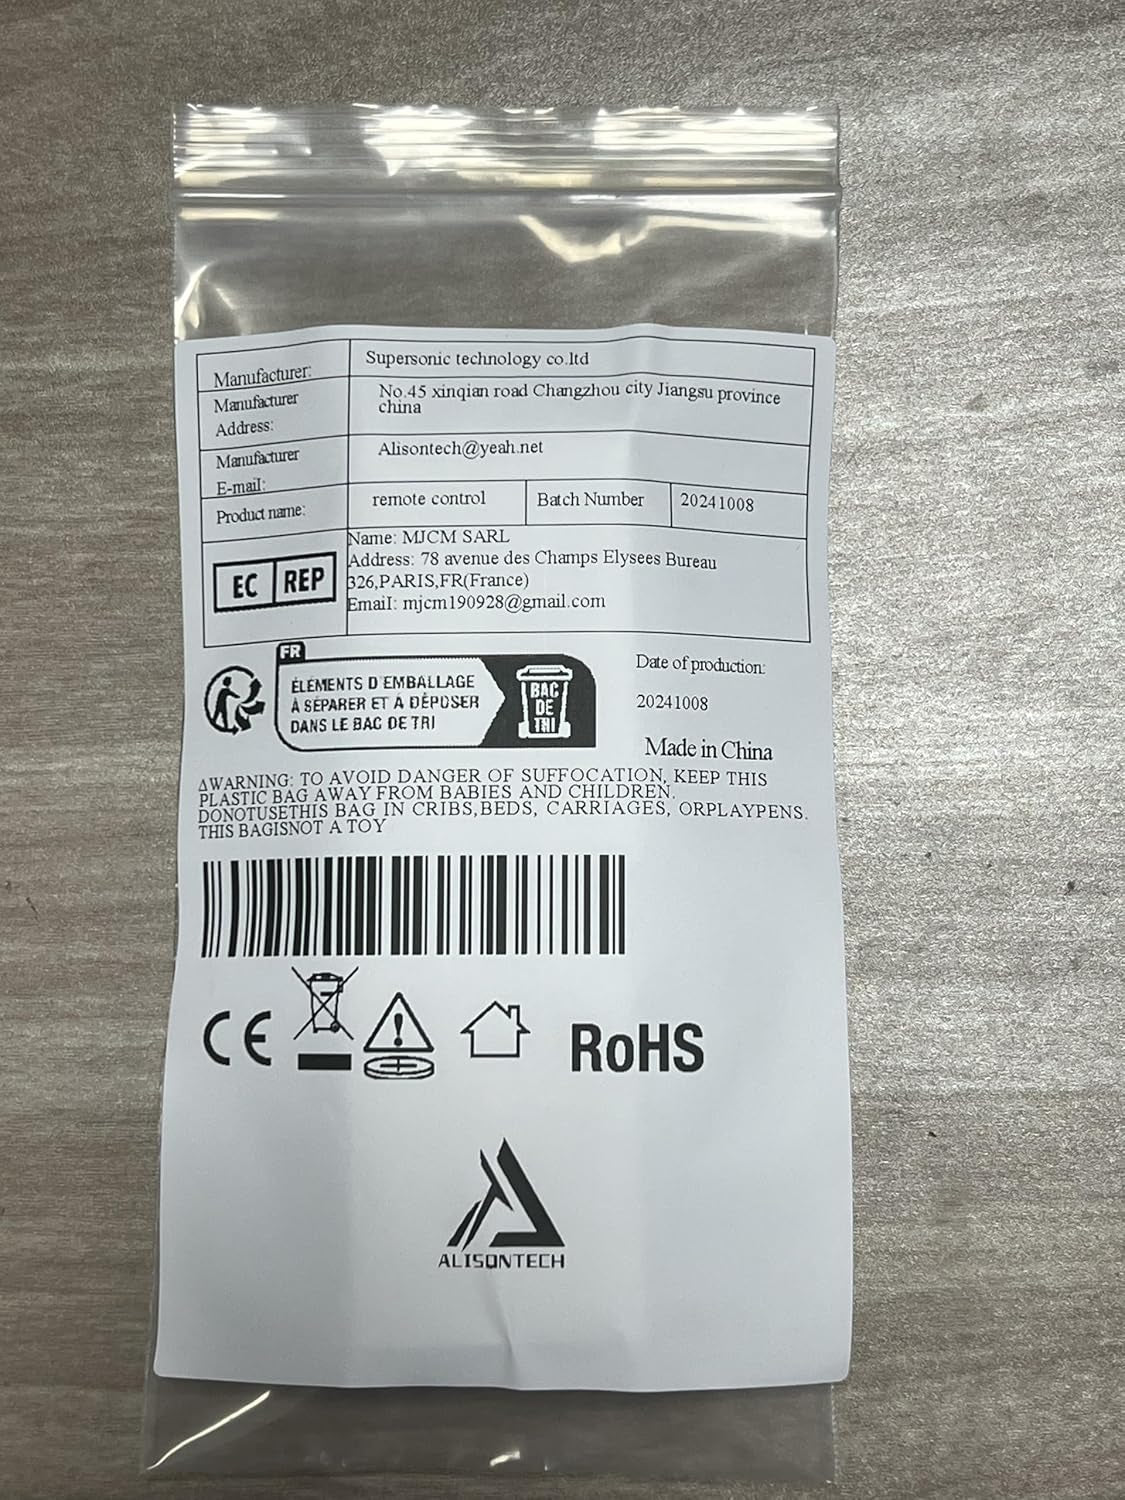 Manufacturer: Supersonic technology co.ltd
Manufacturer Address: No.45 xinqian road Changzhou city Jiangsu province
china
Manufacturer E-mail: Alisontech@yeah.net
Product name: remote control Batch Number 20241008
EC REP
Name: MJCM SARL
Address: 78 avenue des Champs Elysees Bureau
326,PARIS,FR(France)
Email: mjcm190928@gmail.com
FR
ÉLÉMENTS D'EMBALLAGE
À SÉPARER ET À DÉPOSER
DANS LE BAC DE TRI
BAC
DE
TRI
Date of production:
20241008
Made in China
⚠WARNING: TO AVOID DANGER OF SUFFOCATION, KEEP THIS
PLASTIC BAG AWAY FROM BABIES AND CHILDREN.
DONOTUSETHIS BAG IN CRIBS,BEDS, CARRIAGES, ORPLAYPENS.
THIS BAGISNOT A TOY
CE
RoHS
ALISONTECH